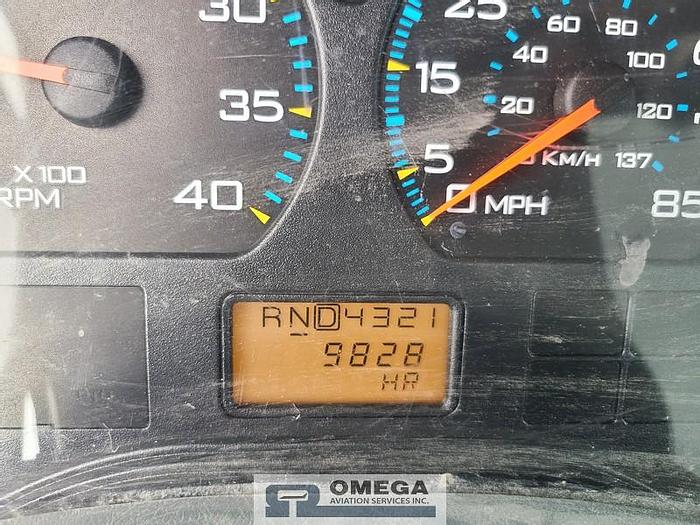 30 25 60 80
40 100
15
35 20 120
X100
RPM 5 KM/H 137
40 0 MPH 85
RND4321
9828
HR
OMEGA
AVIATION SERVICES INC.